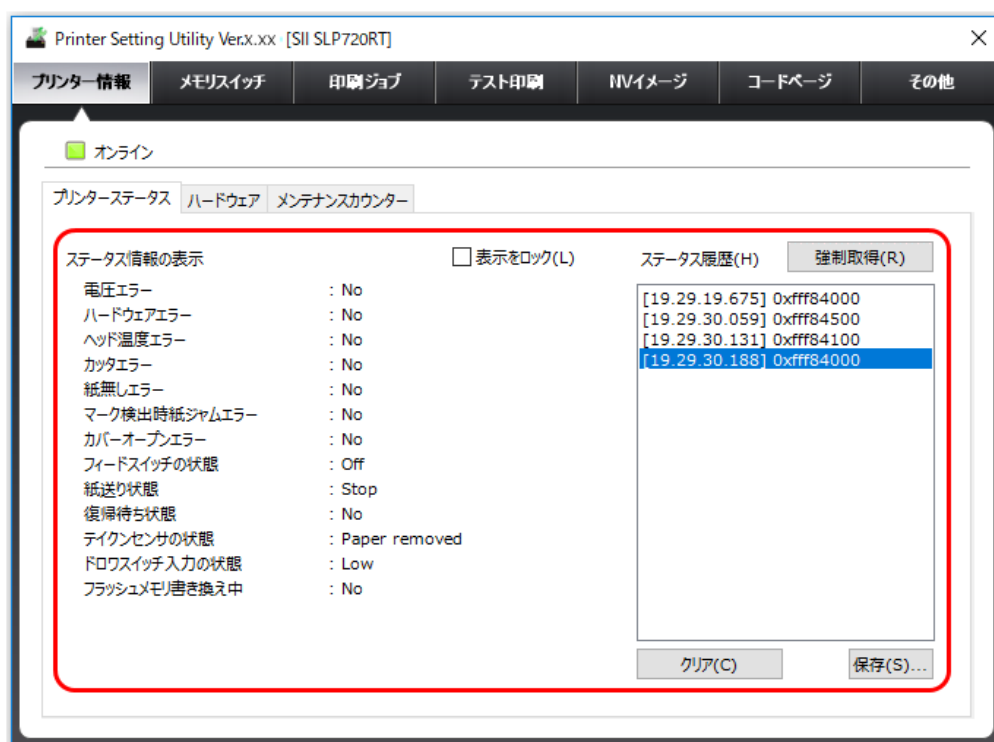 Printer Setting Utility Ver.x.xx [SII SLP720RT]
プリンター情報 メモリスイッチ 印刷ジョブ テスト印刷 NVイメージ コードページ その他
オンライン
プリンターステータス ハードウェア メンテナンスカウンター
ステータス情報の表示 表示をロック(L) ステータス履歴(H) 強制取得(R)
電圧エラー : No
ハードウェアエラー : No
ヘッド温度エラー : No
カッタエラー : No
紙無しエラー : No
マーク検出時紙ジャムエラー : No
カバーオープンエラー : No
フィードスイッチの状態 : Off
紙送り状態 : Stop
復帰待ち状態 : No
テイクンセンサの状態 : Paper removed
ドロワスイッチ入力の状態 : Low
フラッシュメモリ書き換え中 : No
[19.29.19.675] 0xfff84000
[19.29.30.059] 0xfff84500
[19.29.30.131] 0xfff84100
[19.29.30.188] 0xfff84000
クリア(C) 保存(S)...